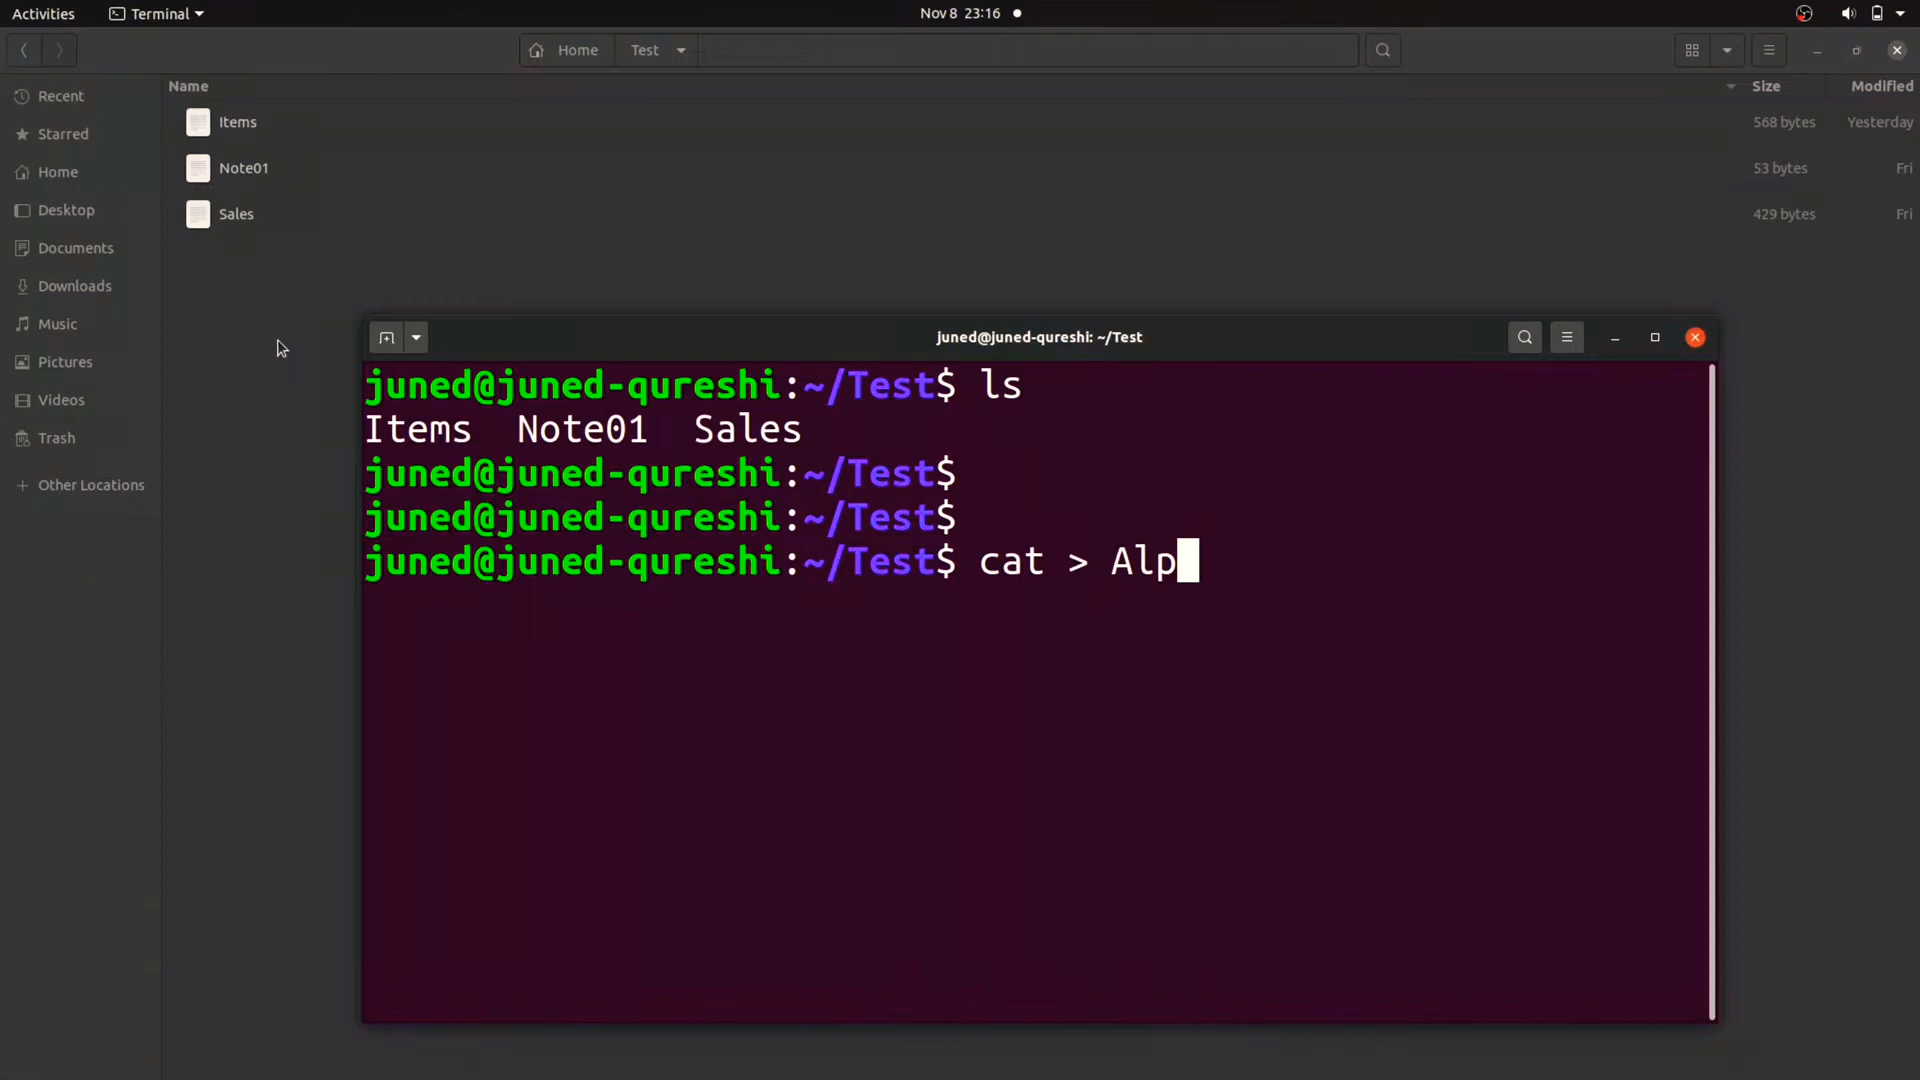 Activities Terminal Nov 8 23:16
Home Test
Name Size Modified
Recent
Starred
Home
Desktop
Documents
Downloads
Music
Pictures
Videos
Trash
Other Locations
Items 568 bytes Yesterday
Note01 53 bytes Fri
Sales 429 bytes Fri
juned@juned-qureshi: ~/Test
juned@juned-qureshi:~/Test$ ls
Items Note01 Sales
juned@juned-qureshi:~/Test$
juned@juned-qureshi:~/Test$
juned@juned-qureshi:~/Test$ cat > Alp